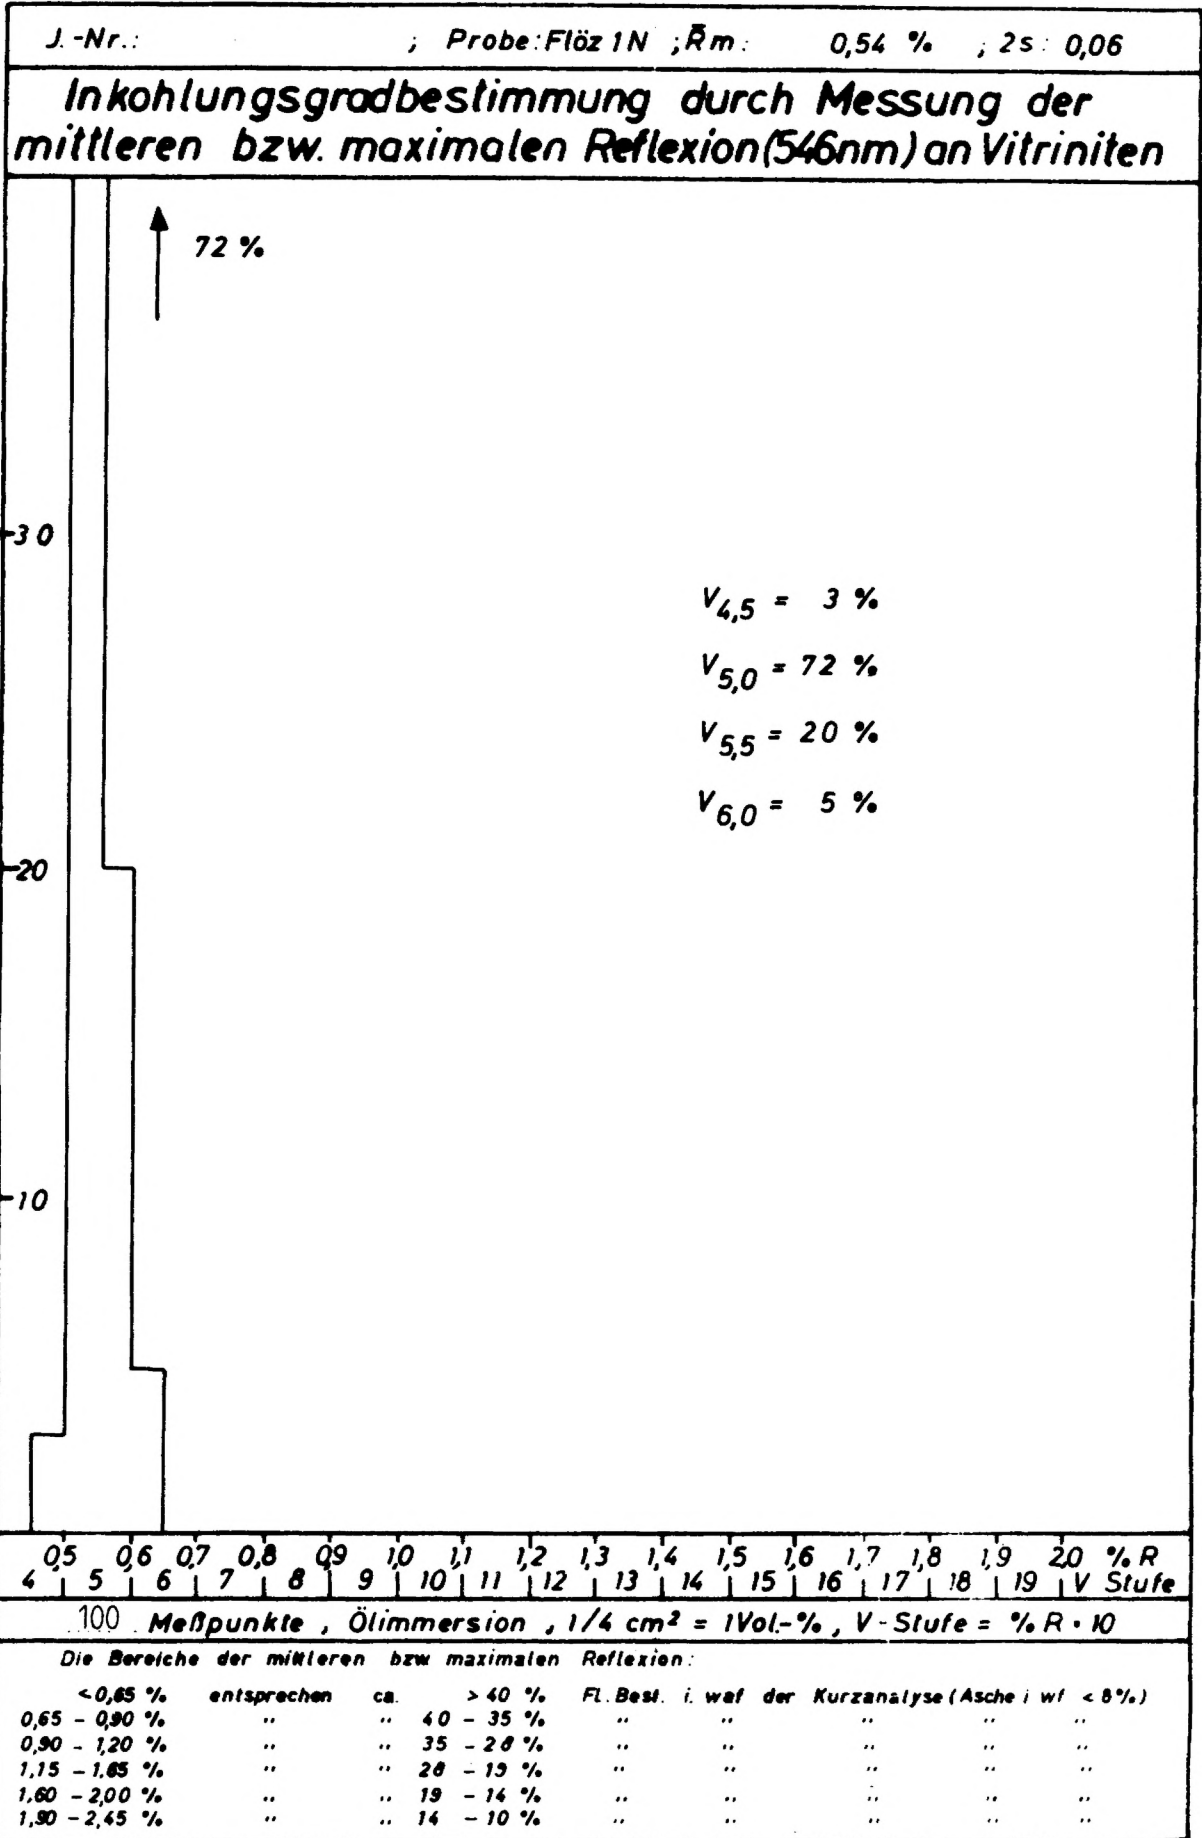 J.-Nr.: ; Probe: Flöz 1N ; R̄m: 0,54 % ; 2s: 0,06
Inkohlungsgradbestimmung durch Messung der
mittleren bzw. maximalen Reflexion (546nm) an Vitriniten
72 %
30
V4,5 = 3 %
V5,0 = 72 %
V5,5 = 20 %
V6,0 = 5 %
20
10
0,5 0,6 0,7 0,8 0,9 1,0 1,1 1,2 1,3 1,4 1,5 1,6 1,7 1,8 1,9 2,0 % R
4 5 6 7 8 9 10 11 12 13 14 15 16 17 18 19 V Stufe
100 Meßpunkte, Ölimmersion, 1/4 cm² = 1Vol.-%, V-Stufe = % R • 10
Die Bereiche der mittleren bzw maximalen Reflexion:
<0,65 % entsprechen ca. > 40 % Fl. Best. i. waf der Kurzanalyse (Asche i wf < 8%)
0,65 - 0,90 % " " 40 - 35 % " " " " "
0,90 - 1,20 % " " 35 - 28 % " " " " "
1,15 - 1,65 % " " 28 - 19 % " " " " "
1,60 - 2,00 % " " 19 - 14 % " " " " "
1,90 - 2,45 % " " 14 - 10 % " " " " "